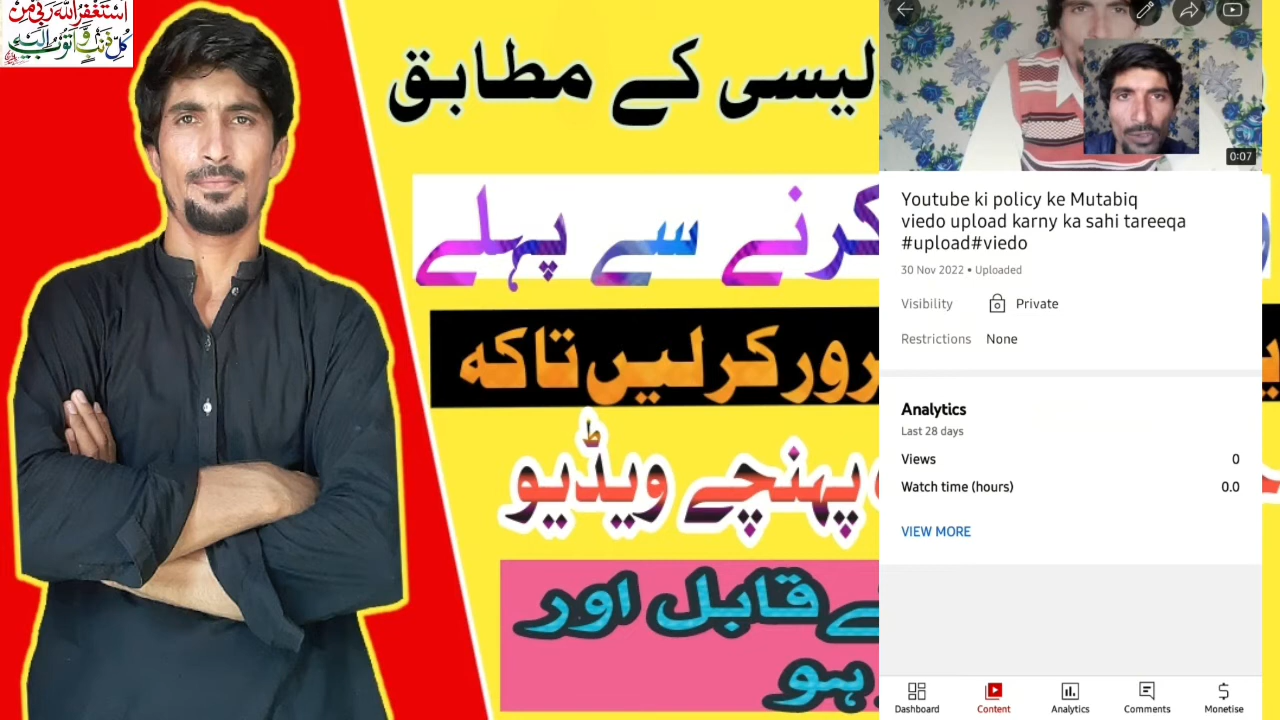 اَسْتَغْفِرُاللهَ رَبِّیْ مِنْ
کُلِّ ذَنْبٍ وَّاَتُوْبُ اِلَیْهِ
کے مطابق
کرنے سے پہلے
کرلیں تاکہ
پہنچے ویڈیو
قابل اور
ہو
0:07
Youtube ki policy ke Mutabiq
viedo upload karny ka sahi tareeqa
#upload#viedo
30 Nov 2022 • Uploaded
Visibility Private
Restrictions None
Analytics
Last 28 days
Views 0
Watch time (hours) 0.0
VIEW MORE
Dashboard Content Analytics Comments Monetise